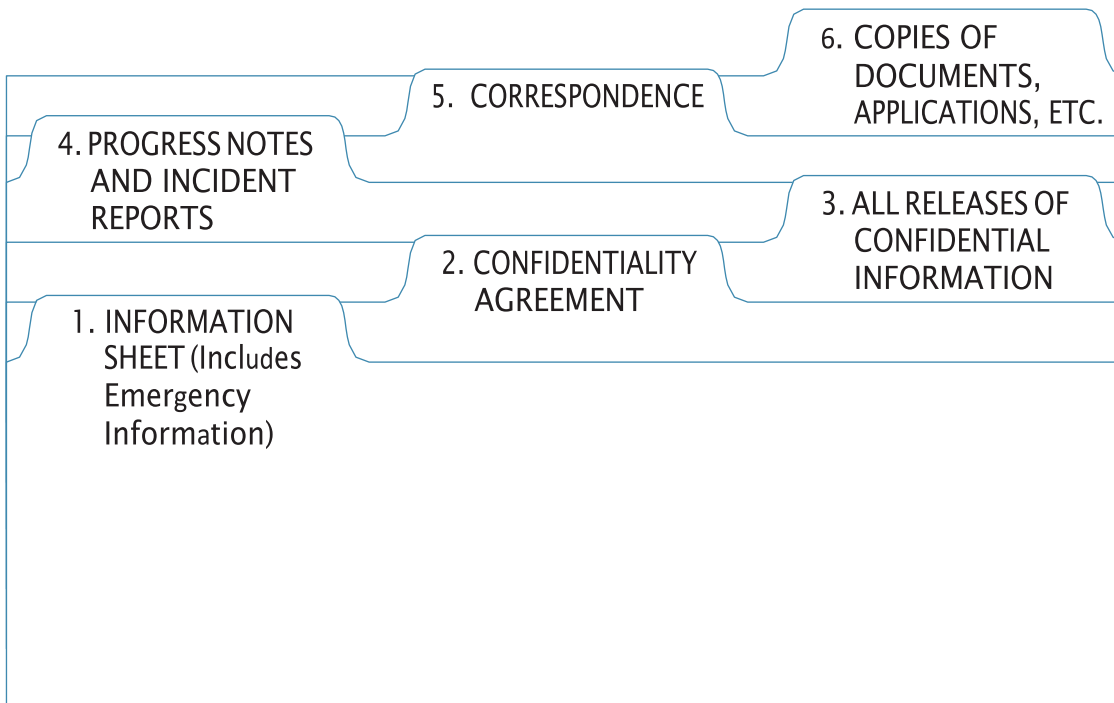 6. COPIES OF
DOCUMENTS,
APPLICATIONS, ETC.
5. CORRESPONDENCE
4. PROGRESS NOTES
AND INCIDENT
REPORTS
3. ALL RELEASES OF
CONFIDENTIAL
INFORMATION
2. CONFIDENTIALITY
AGREEMENT
1. INFORMATION
SHEET (Includes
Emergency
Information)